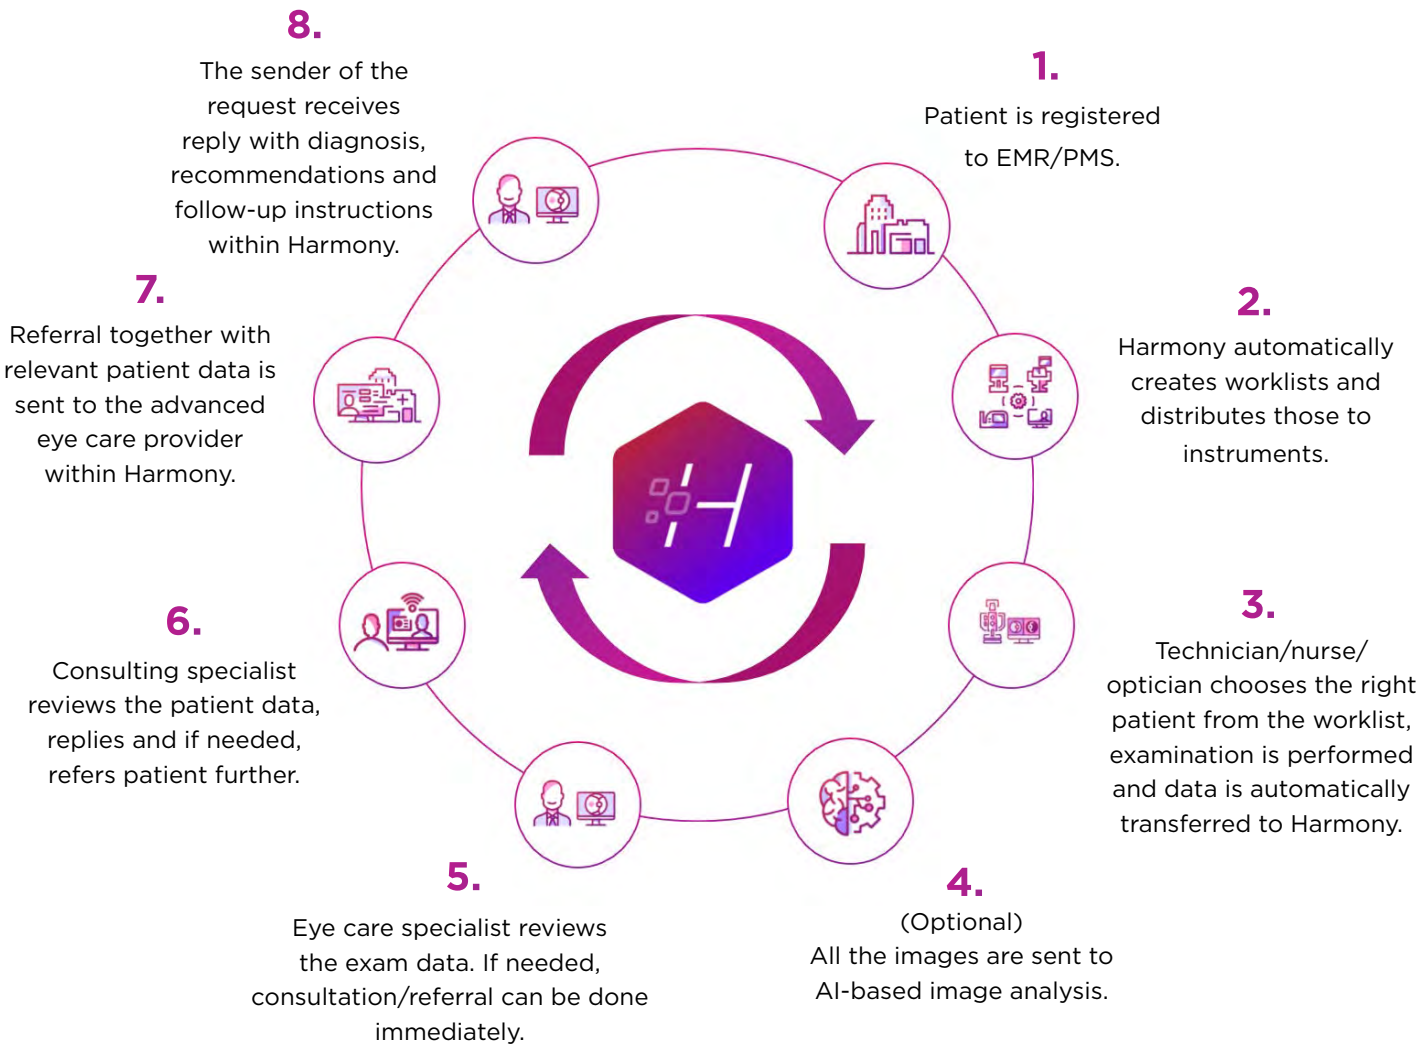 1.
Patient is registered
to EMR/PMS.
2.
Harmony automatically
creates worklists and
distributes those to
instruments.
3.
Technician/nurse/
optician chooses the right
patient from the worklist,
examination is performed
and data is automatically
transferred to Harmony.
4.
(Optional)
All the images are sent to
AI-based image analysis.
5.
Eye care specialist reviews
the exam data. If needed,
consultation/referral can be done
immediately.
6.
Consulting specialist
reviews the patient data,
replies and if needed,
refers patient further.
7.
Referral together with
relevant patient data is
sent to the advanced
eye care provider
within Harmony.
8.
The sender of the
request receives
reply with diagnosis,
recommendations and
follow-up instructions
within Harmony.
H